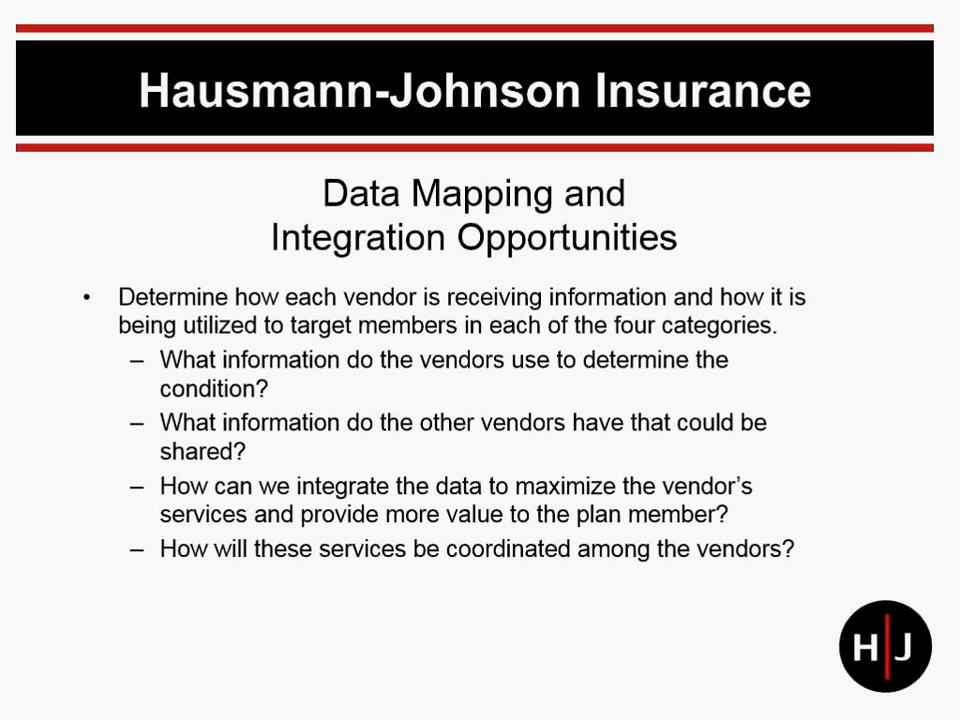 Hausmann-Johnson Insurance
Data Mapping and
Integration Opportunities
• Determine how each vendor is receiving information and how it is
being utilized to target members in each of the four categories.
– What information do the vendors use to determine the
condition?
– What information do the other vendors have that could be
shared?
– How can we integrate the data to maximize the vendor's
services and provide more value to the plan member?
– How will these services be coordinated among the vendors?
H J